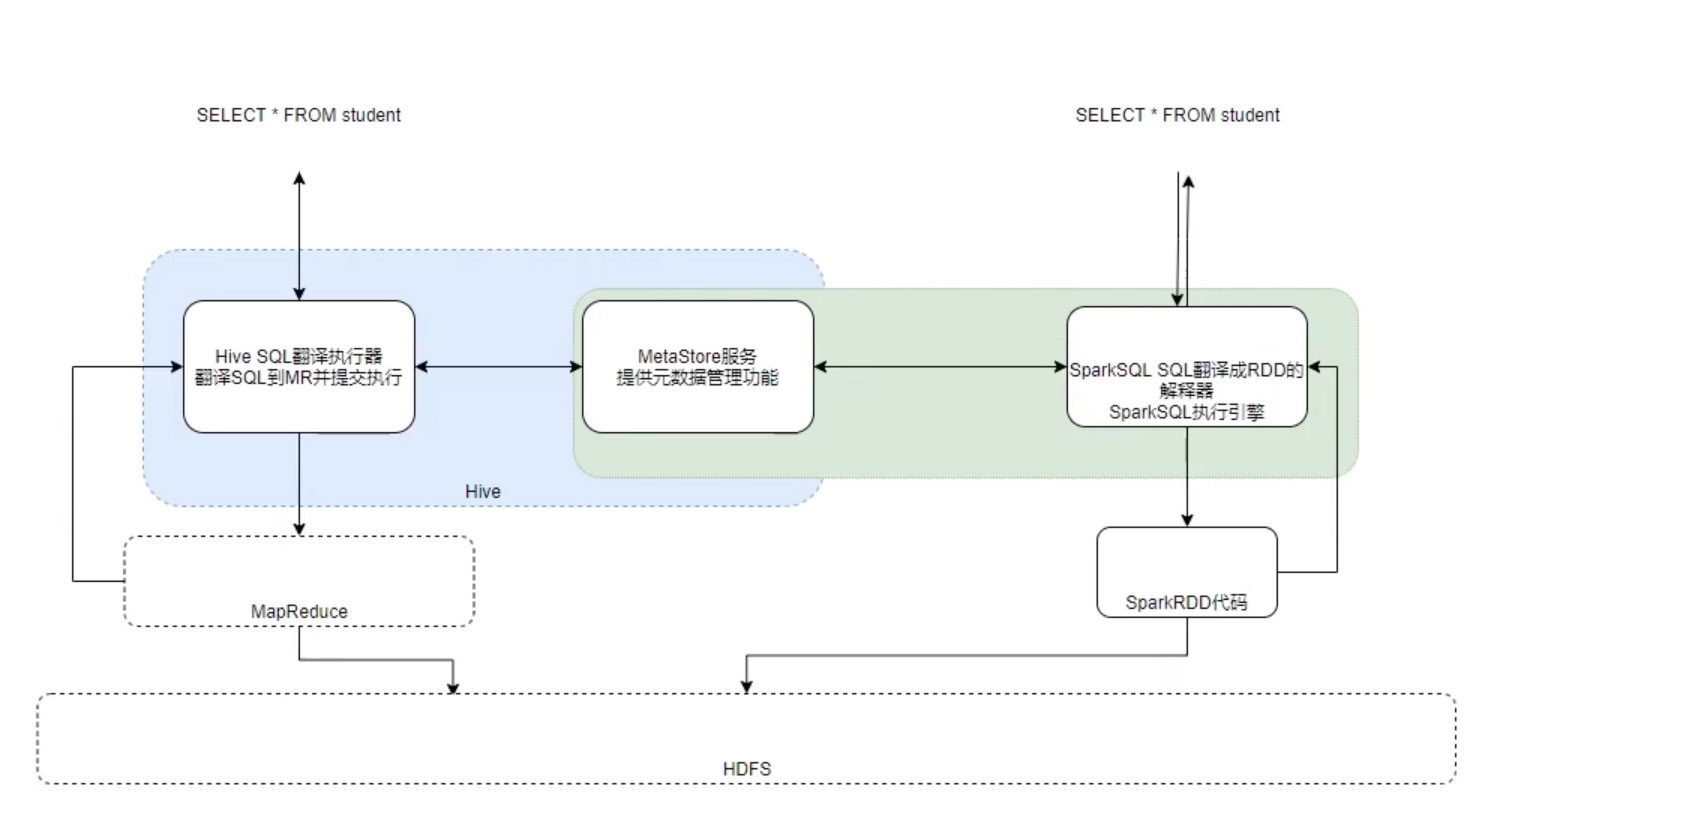 SELECT * FROM student
SELECT * FROM student
Hive SQL翻译执行器
翻译SQL到MR并提交执行
MetaStore服务
提供元数据管理功能
SparkSQL SQL翻译成RDD的
解释器
SparkSQL执行引擎
Hive
MapReduce
SparkRDD代码
HDFS